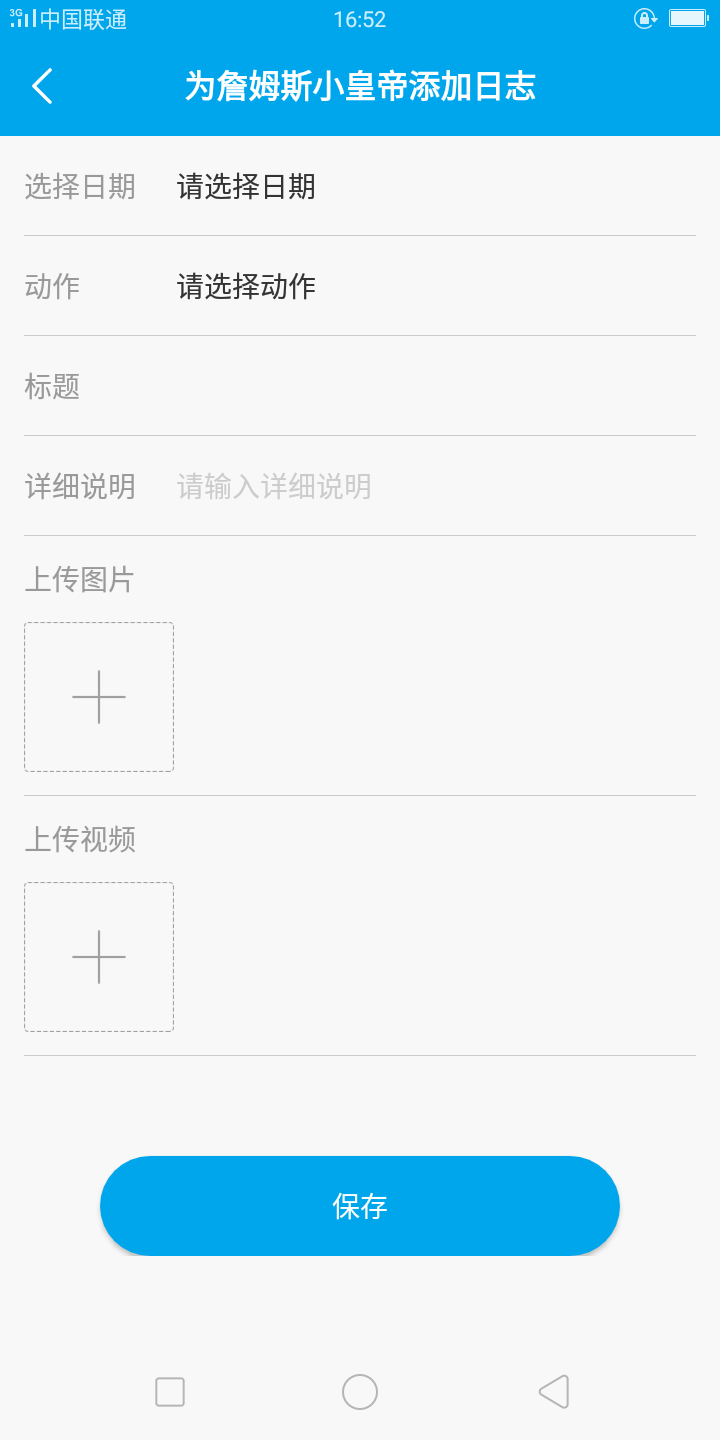 3G 中国联通 16:52
为詹姆斯小皇帝添加日志
选择日期 请选择日期
动作 请选择动作
标题
详细说明 请输入详细说明
上传图片
上传视频
保存